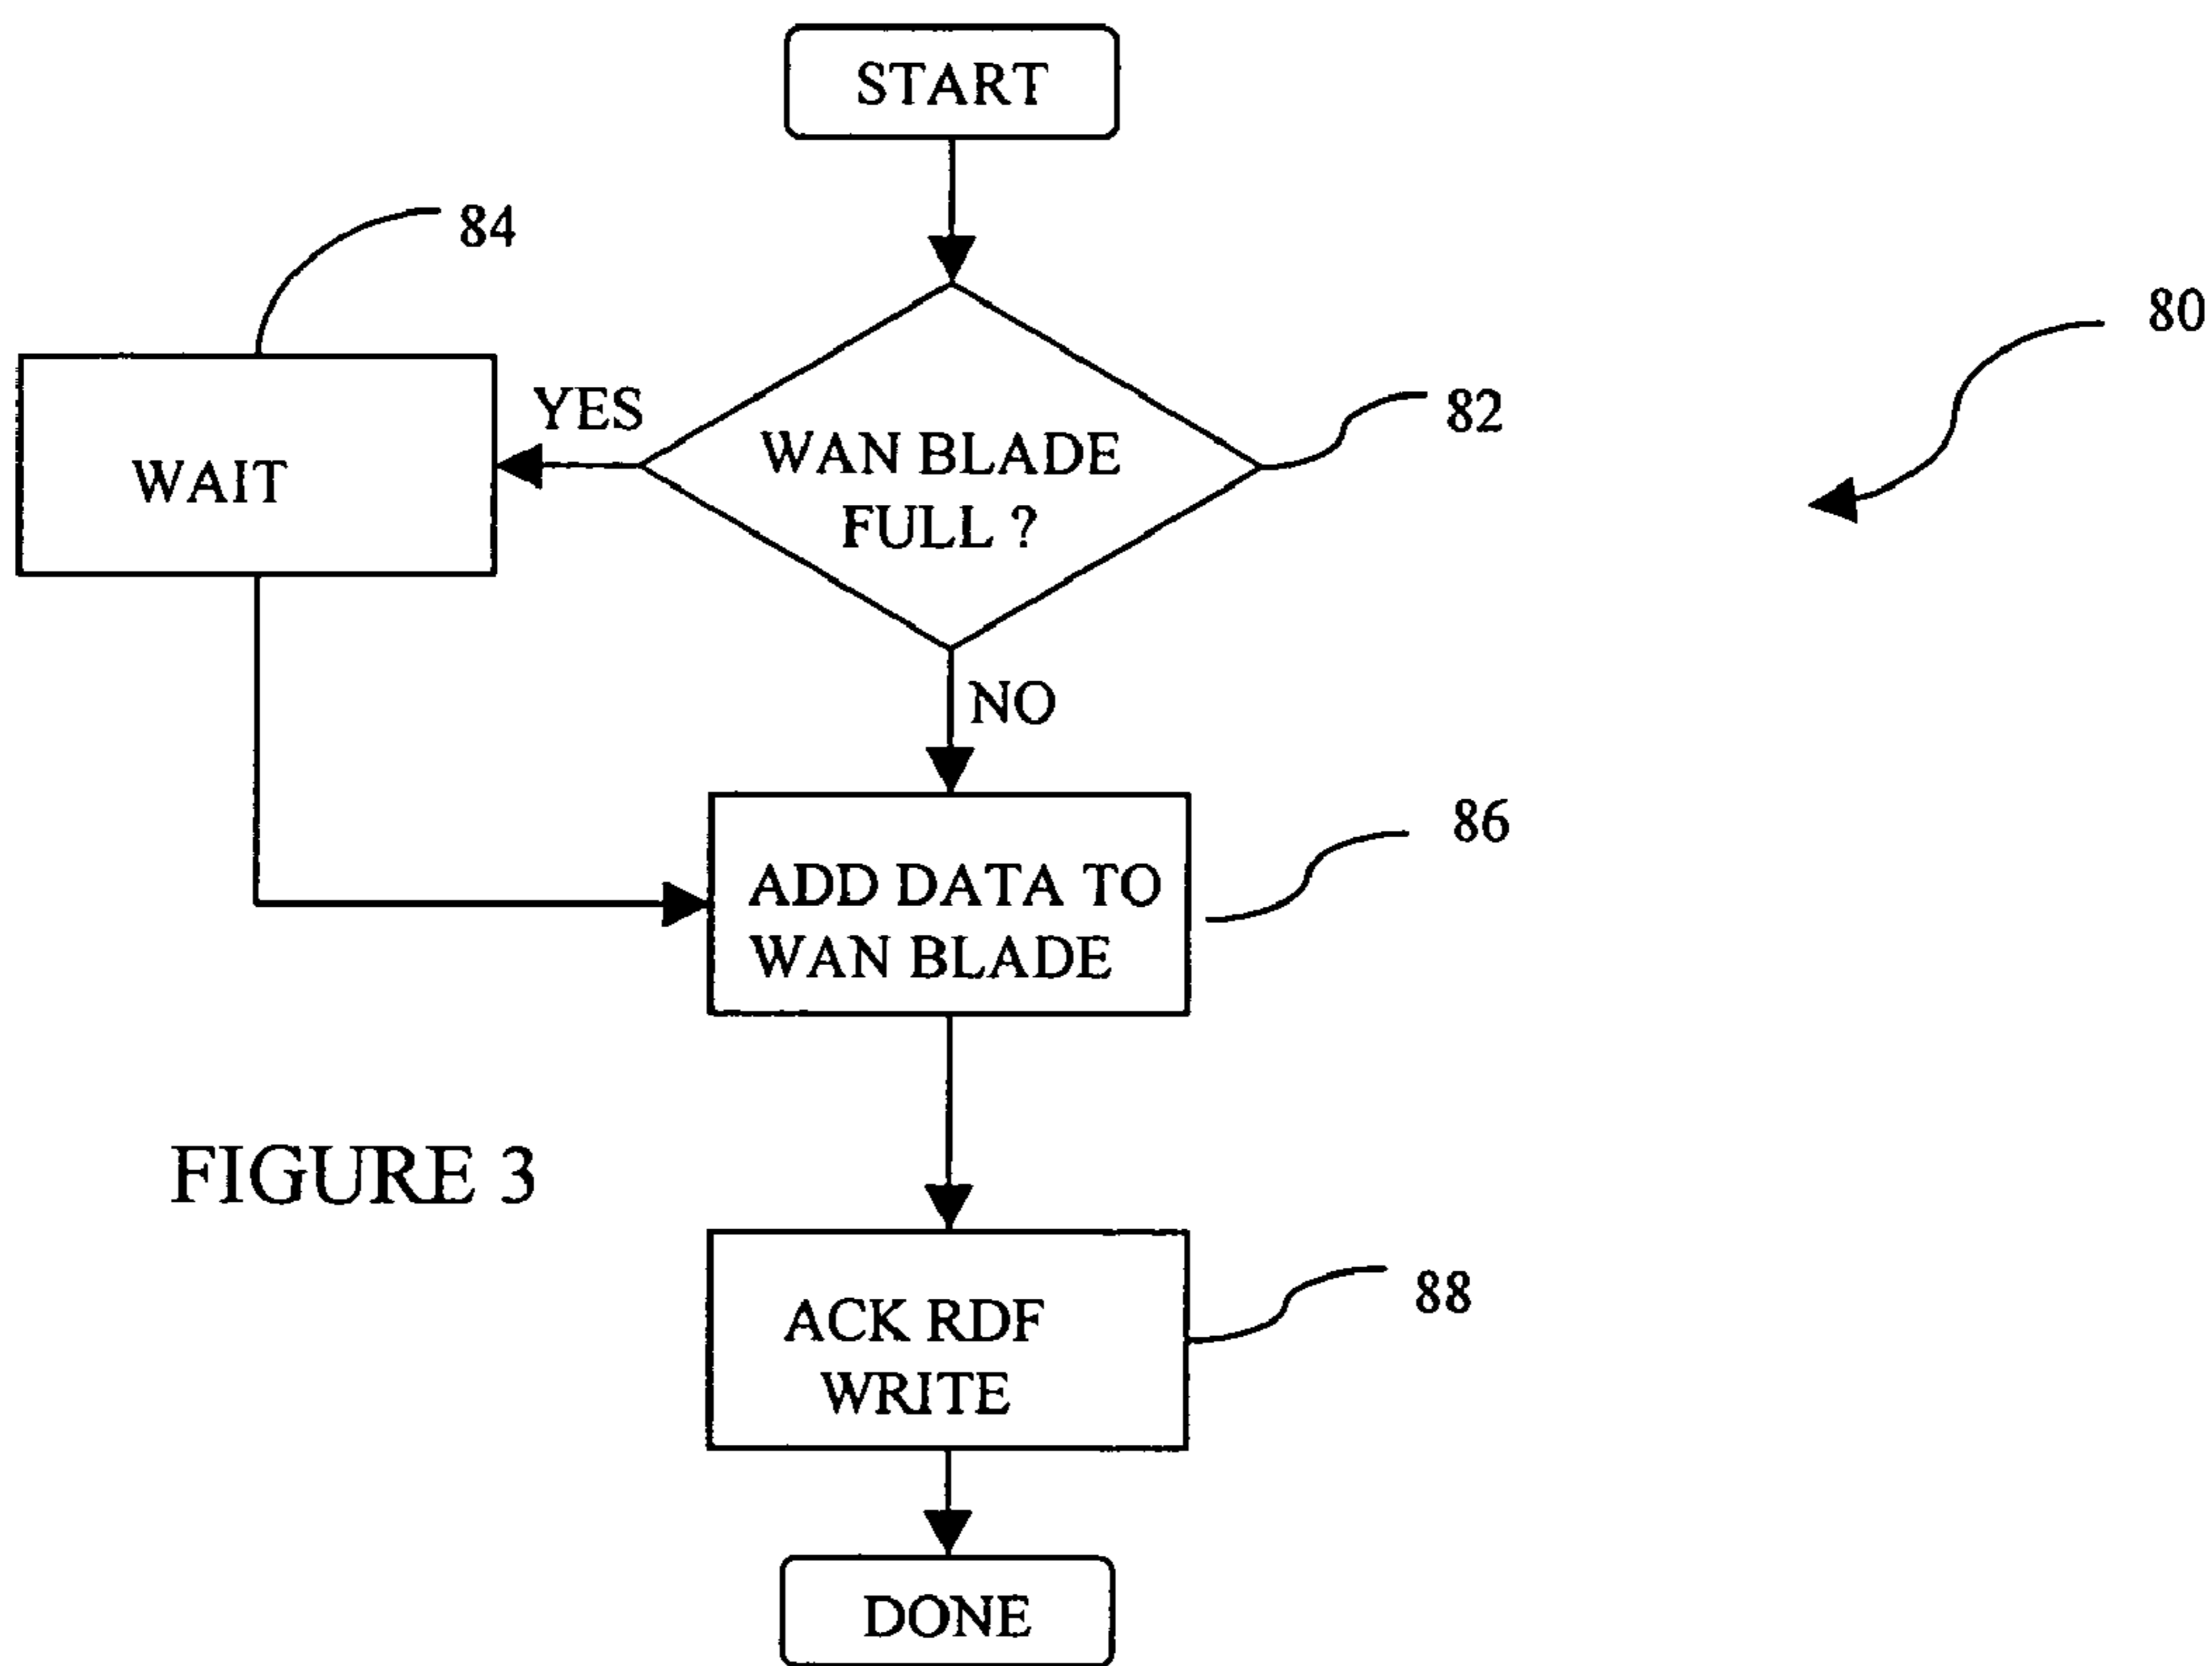 START
84
80
YES
82
WAN BLADE
FULL ?
WAIT
NO
86
ADD DATA TO
WAN BLADE
FIGURE 3
88
ACK RDF
WRITE
DONE